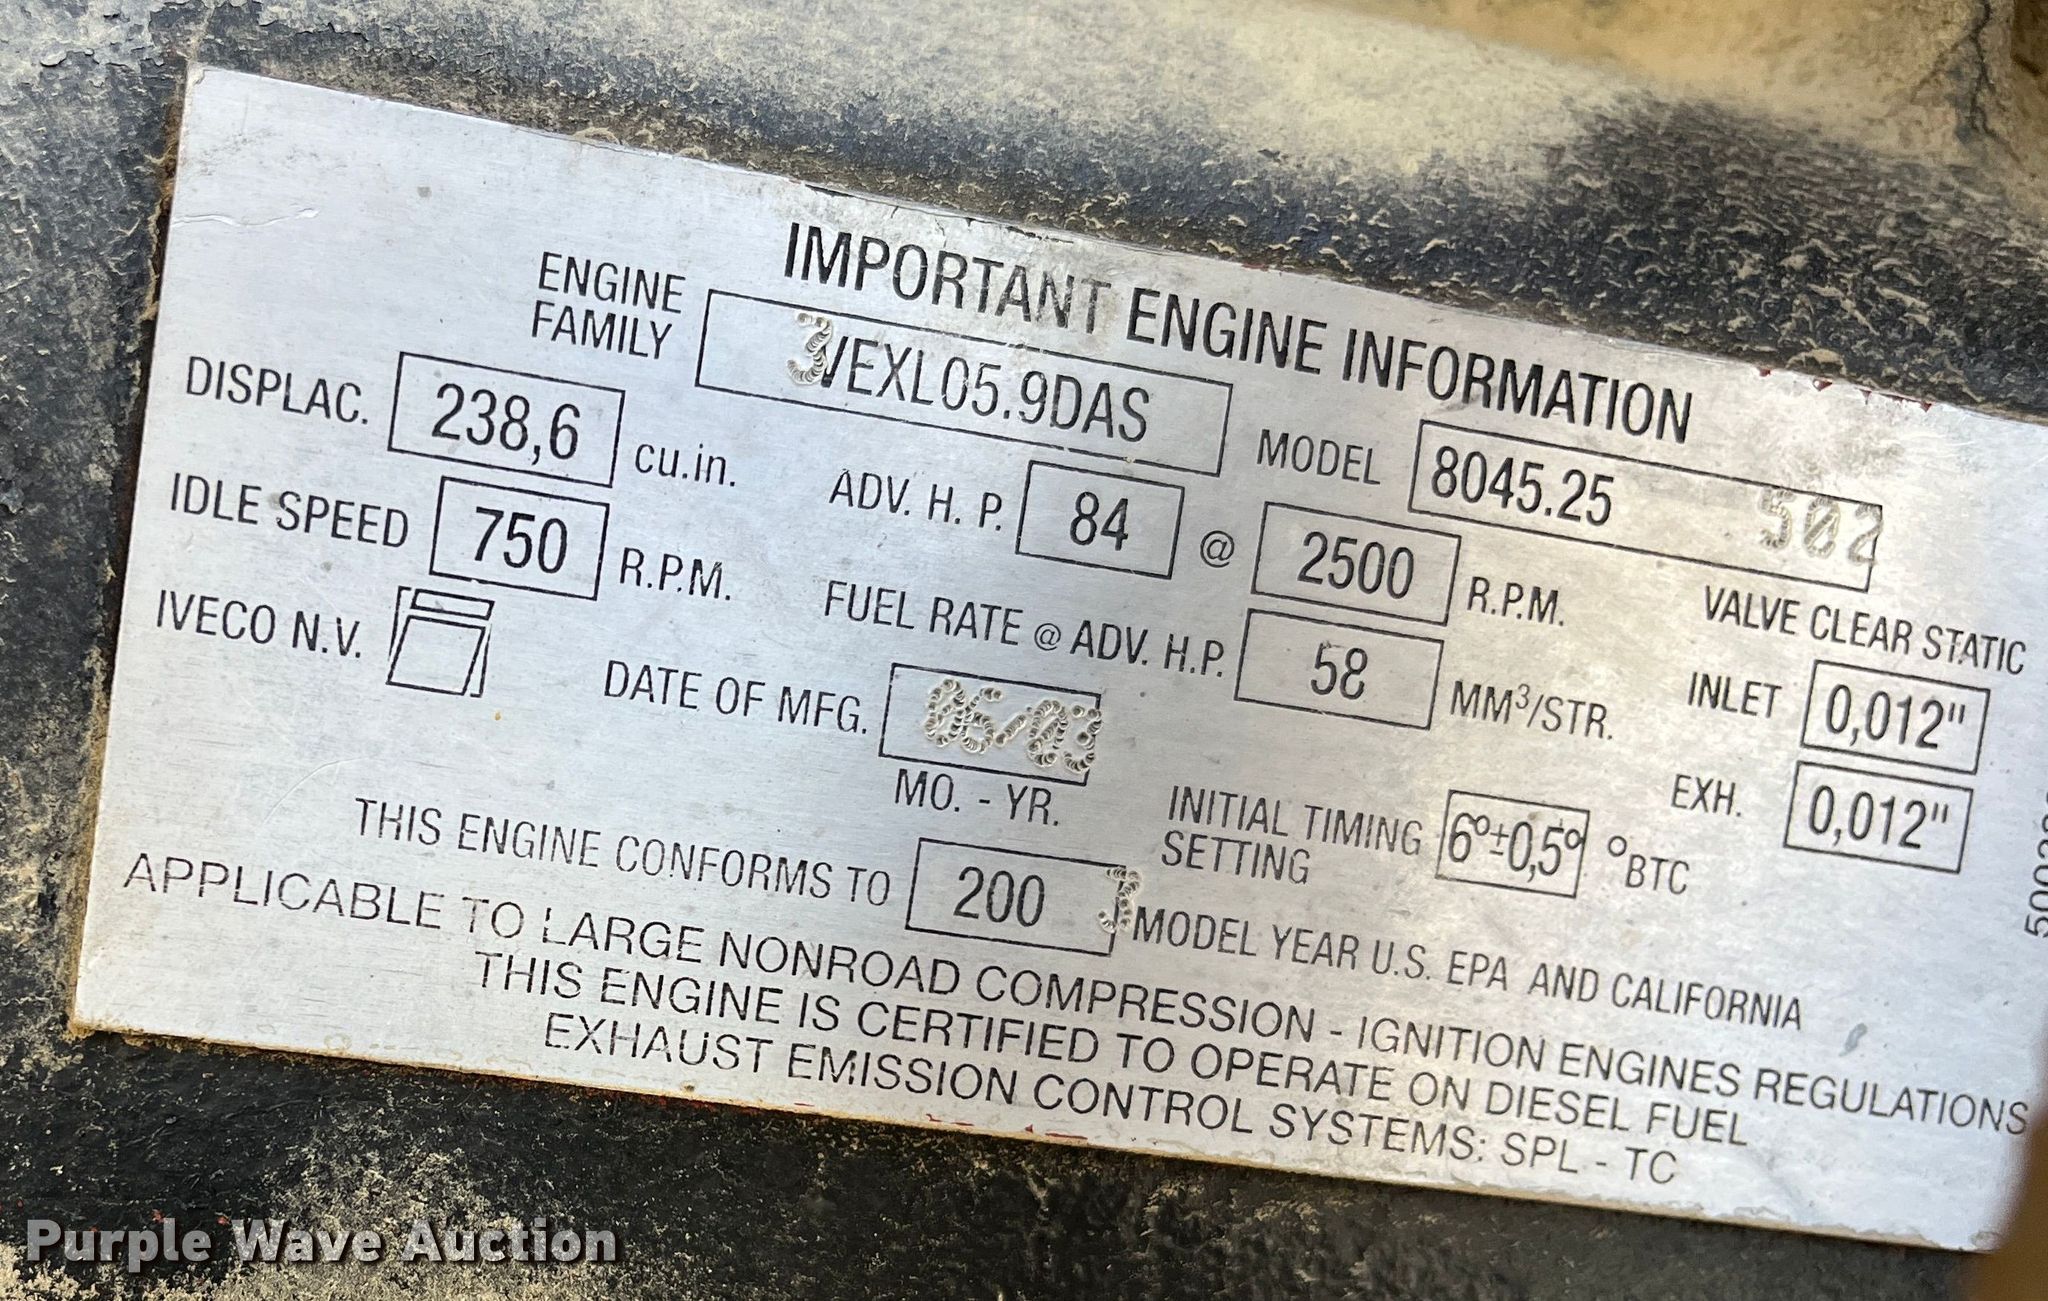 IMPORTANT ENGINE INFORMATION
ENGINE
FAMILY
3VEXL05.9DAS
MODEL 8045.25 502
DISPLAC. 238,6 cu.in.
ADV. H. P. 84 @ 2500 R.P.M.
VALVE CLEAR STATIC
IDLE SPEED 750 R.P.M.
FUEL RATE @ ADV. H.P. 58 MM³/STR.
INLET 0,012"
IVECO N.V.
DATE OF MFG. 06/03
MO. - YR.
INITIAL TIMING
SETTING
6°±0,5° °BTC
EXH. 0,012"
THIS ENGINE CONFORMS TO 2003 MODEL YEAR U.S. EPA AND CALIFORNIA
APPLICABLE TO LARGE NONROAD COMPRESSION - IGNITION ENGINES REGULATIONS
THIS ENGINE IS CERTIFIED TO OPERATE ON DIESEL FUEL
EXHAUST EMISSION CONTROL SYSTEMS: SPL - TC
Purple Wave Auction